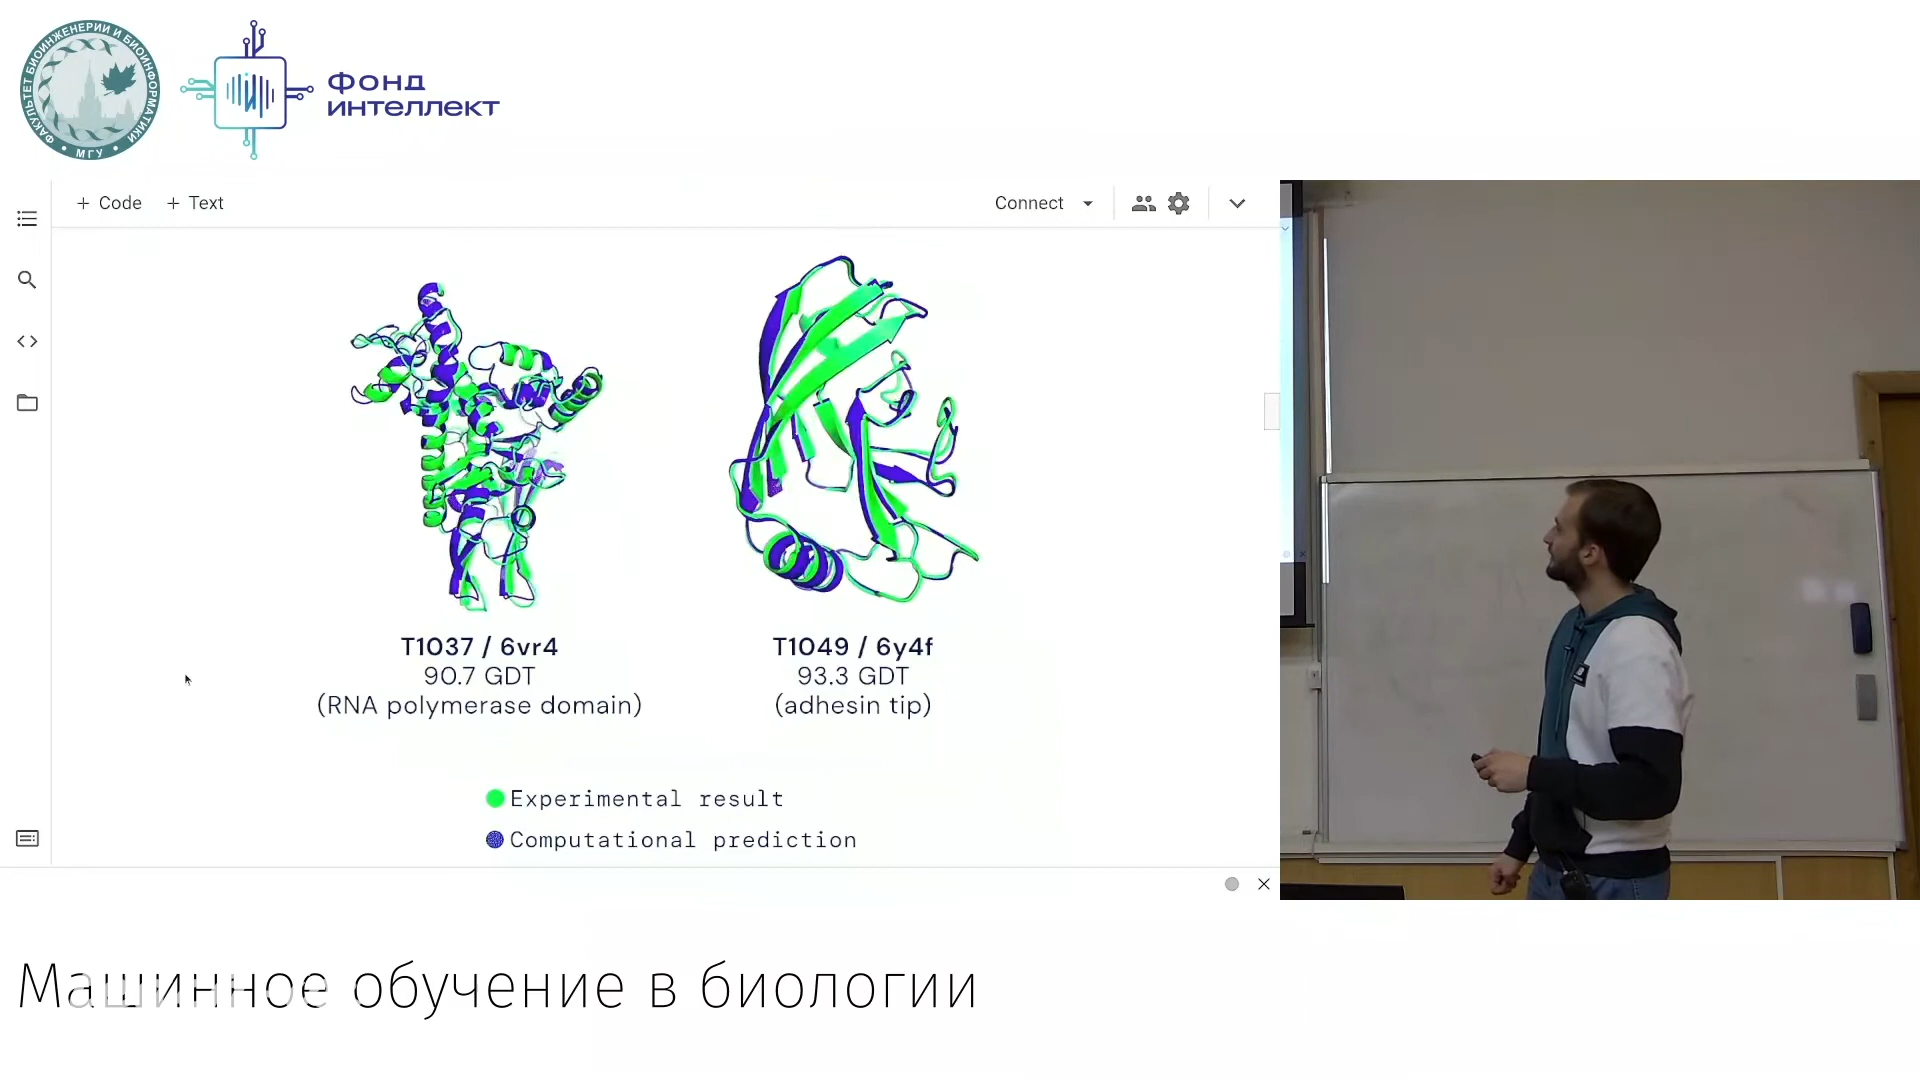 ФАКУЛЬТЕТ БИОИНЖЕНЕРИИ И БИОИНФОРМАТИКИ
МГУ
ФОНД
ИНТЕЛЛЕКТ
+ Code + Text
Connect
T1037 / 6vr4
90.7 GDT
(RNA polymerase domain)
T1049 / 6y4f
93.3 GDT
(adhesin tip)
Experimental result
Computational prediction
Машинное обучение в биологии